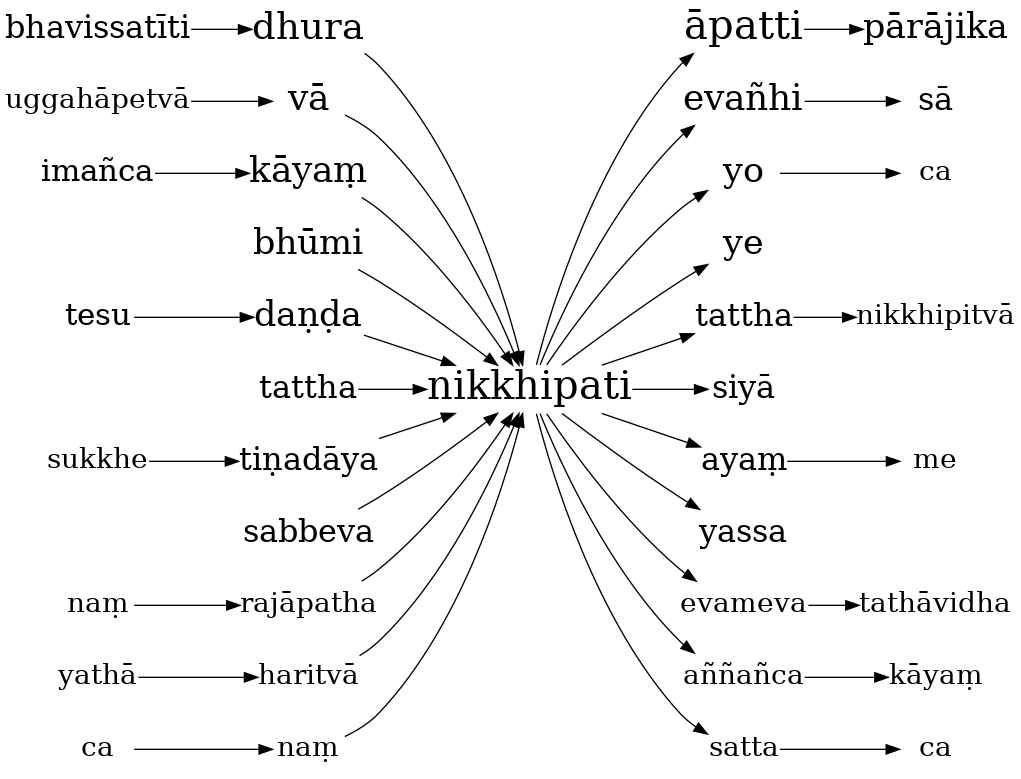 bhavissatīti dhura āpatti pārājika
uggahāpetvā vā evañhi sā
imañca kāyaṃ yo ca
bhūmi ye
tesu daṇḍa tattha nikkhipitvā
tattha nikkhipati siyā
sukkhe tiṇadāya ayaṃ me
sabbeva yassa
naṃ rajāpatha evameva tathāvidha
yathā haritvā aññañca kāyaṃ
ca naṃ satta ca